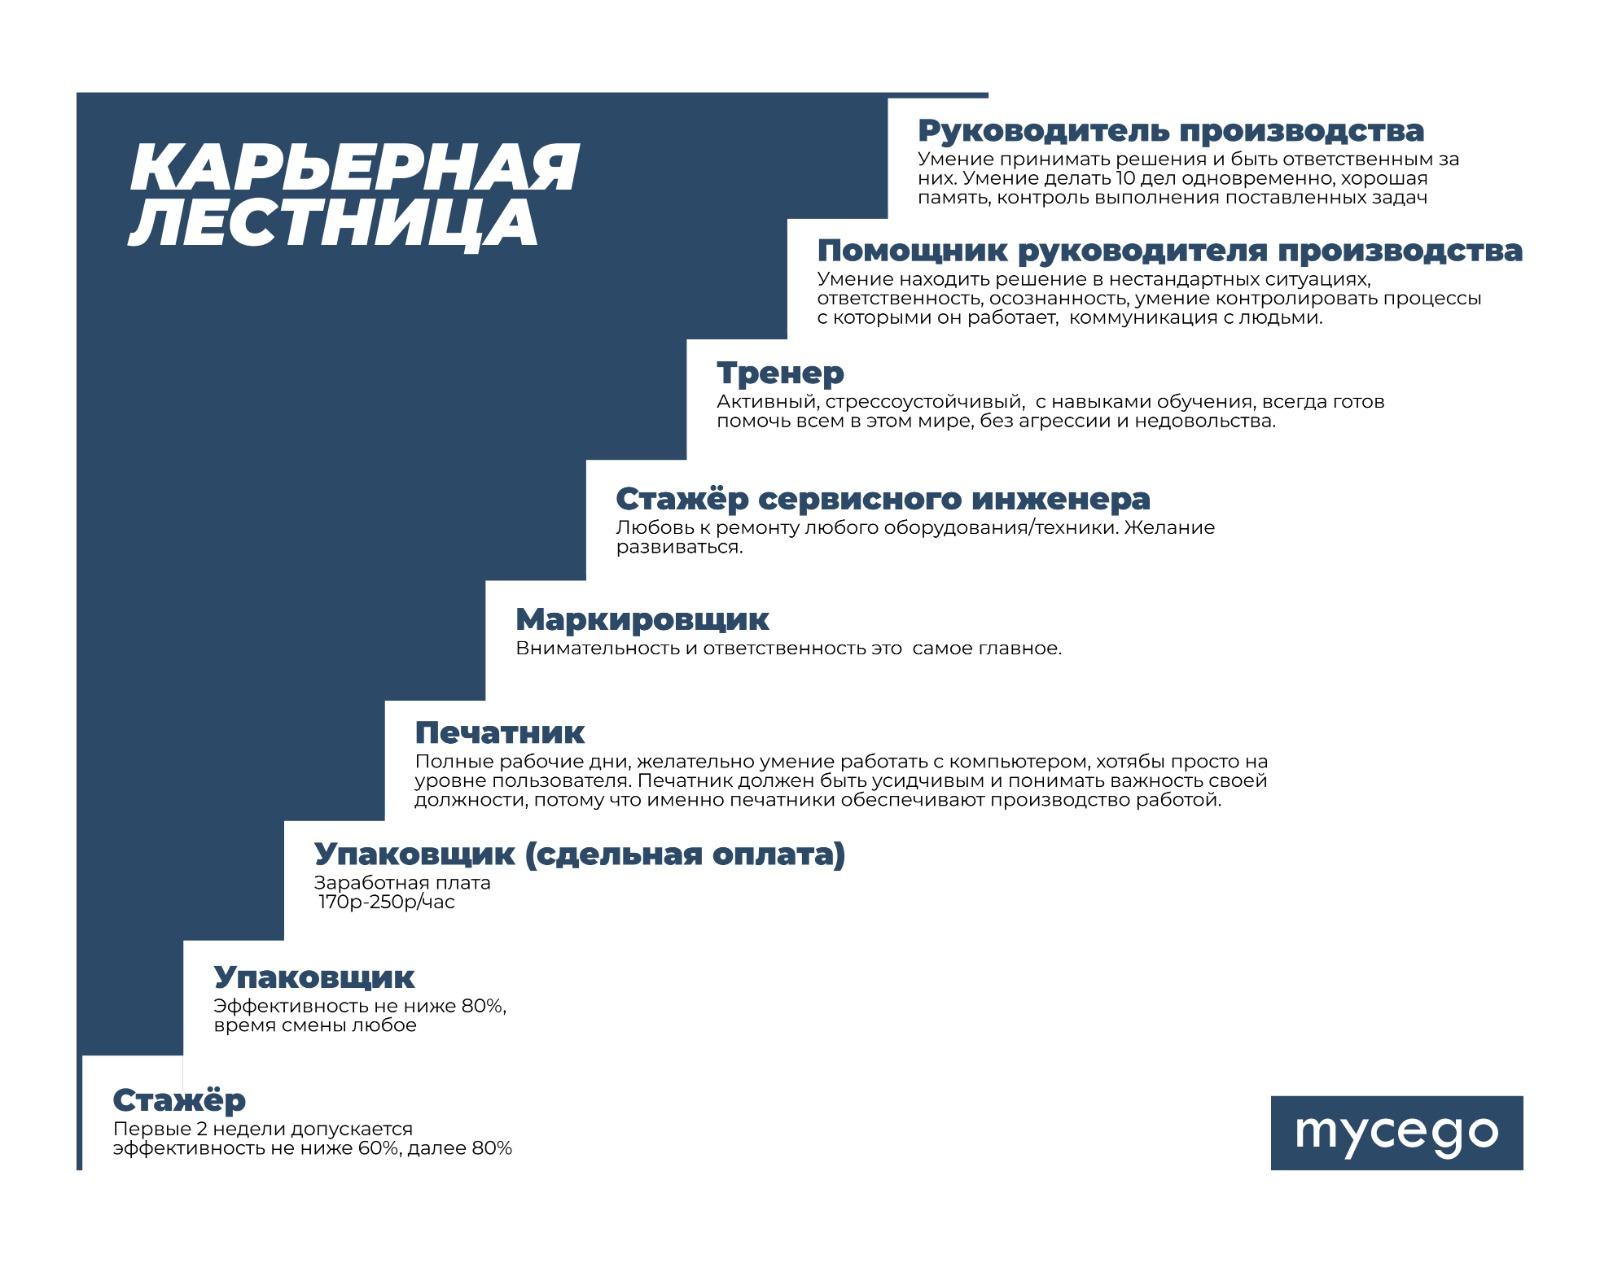 КАРЬЕРНАЯ
ЛЕСТНИЦА
Руководитель производства
Умение принимать решения и быть ответственным за
них. Умение делать 10 дел одновременно, хорошая
память, контроль выполнения поставленных задач
Помощник руководителя производства
Умение находить решение в нестандартных ситуациях,
ответственность, осознанность, умение контролировать процессы
с которыми он работает,  коммуникация с людьми.
Тренер
Активный, стрессоустойчивый,  с навыками обучения, всегда готов
помочь всем в этом мире, без агрессии и недовольства.
Стажёр сервисного инженера
Любовь к ремонту любого оборудования/техники. Желание
развиваться.
Маркировщик
Внимательность и ответственность это  самое главное.
Печатник
Полные рабочие дни, желательно умение работать с компьютером, хотябы просто на
уровне пользователя. Печатник должен быть усидчивым и понимать важность своей
должности, потому что именно печатники обеспечивают производство работой.
Упаковщик (сдельная оплата)
Заработная плата
170р-250р/час
Упаковщик
Эффективность не ниже 80%,
время смены любое
Стажёр
Первые 2 недели допускается
эффективность не ниже 60%, далее 80%
mycego